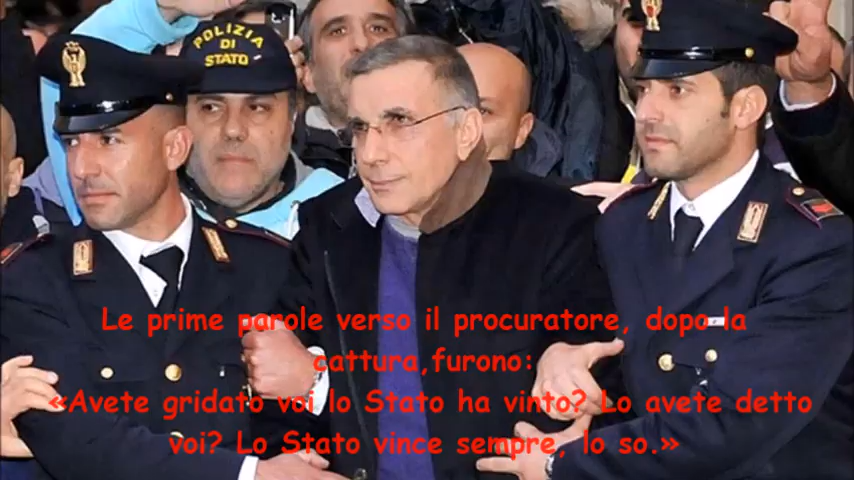 POLIZIA
DI
STATO
Le prime parole verso il procuratore, dopo la
cattura,furono:
«Avete gridato voi lo Stato ha vinto? Lo avete detto
voi? Lo Stato vince sempre, lo so.»